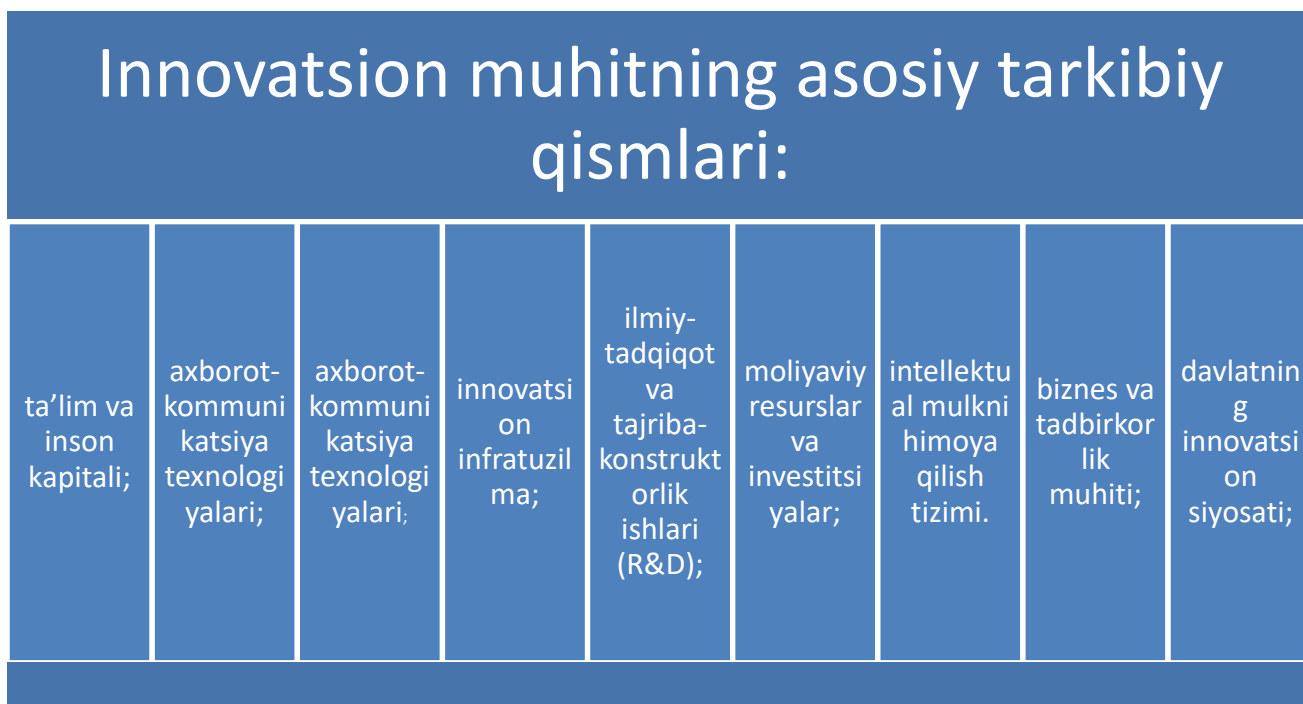 Innovatsion muhitning asosiy tarkibiy
qismlari:
ta’lim va
inson
kapitali;
axborot-
kommuni
katsiya
texnologi
yalari;
axborot-
kommuni
katsiya
texnologi
yalari;
innovatsi
on
infratuzil
ma;
ilmiy-
tadqiqot
va
tajriba-
konstrukt
orlik
ishlari
(R&D);
moliyaviy
resurslar
va
investitsi
yalar;
intellektu
al mulkni
himoya
qilish
tizimi.
biznes va
tadbirkor
lik
muhiti;
davlatnin
g
innovatsi
on
siyosati;